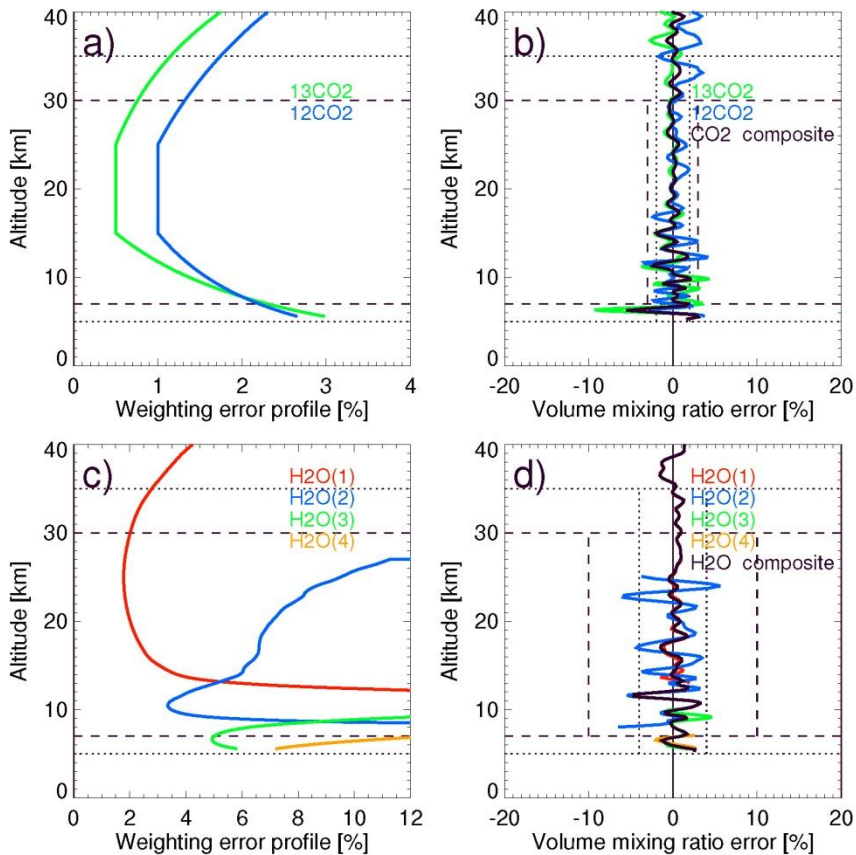 a)
13CO2
12CO2
40
30
20
10
0
Altitude [km]
0 1 2 3 4
Weighting error profile [%]
b)
13CO2
12CO2
CO2 composite
40
30
20
10
0
Altitude [km]
-20 -10 0 10 20
Volume mixing ratio error [%]
c)
H2O(1)
H2O(2)
H2O(3)
H2O(4)
40
30
20
10
0
Altitude [km]
0 2 4 6 8 10 12
Weighting error profile [%]
d)
H2O(1)
H2O(2)
H2O(3)
H2O(4)
H2O composite
40
30
20
10
0
Altitude [km]
-20 -10 0 10 20
Volume mixing ratio error [%]